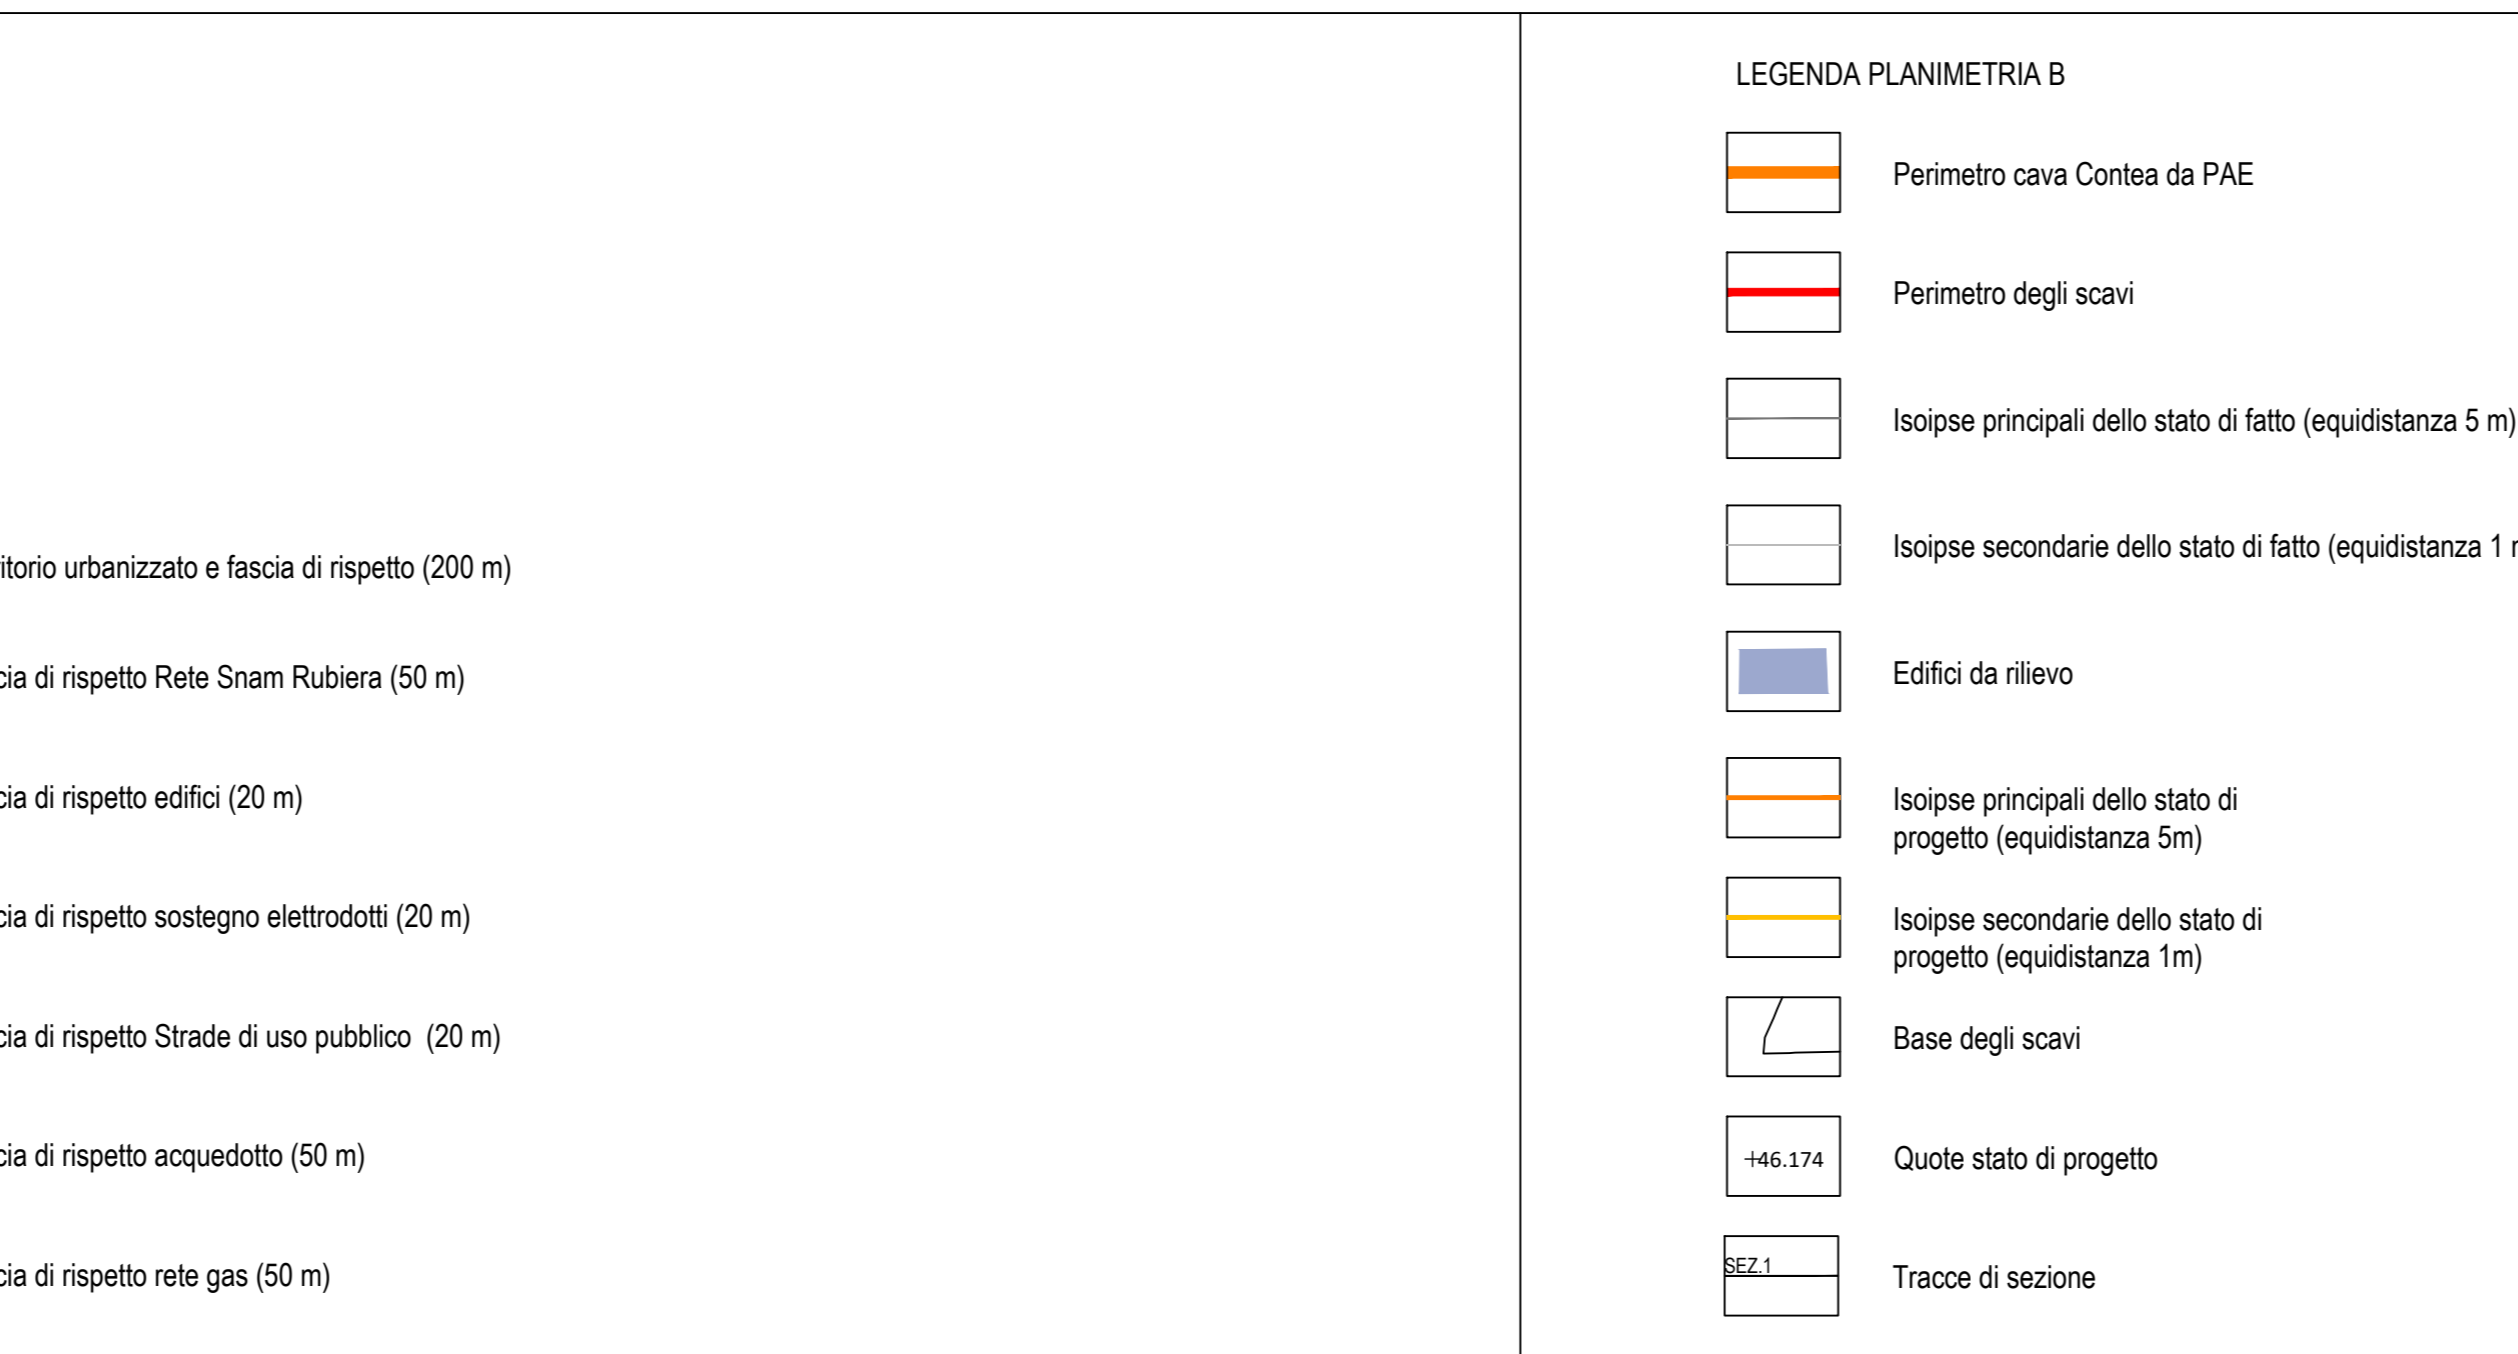 ritorio urbanizzato e fascia di rispetto (200 m)
cia di rispetto Rete Snam Rubiera (50 m)
cia di rispetto edifici (20 m)
cia di rispetto sostegno elettrodotti (20 m)
cia di rispetto Strade di uso pubblico (20 m)
cia di rispetto acquedotto (50 m)
cia di rispetto rete gas (50 m)
LEGENDA PLANIMETRIA B
Perimetro cava Contea da PAE
Perimetro degli scavi
Isoipse principali dello stato di fatto (equidistanza 5 m)
Isoipse secondarie dello stato di fatto (equidistanza 1
Edifici da rilievo
Isoipse principali dello stato di
progetto (equidistanza 5m)
Isoipse secondarie dello stato di
progetto (equidistanza 1m)
Base degli scavi
+46.174
Quote stato di progetto
SEZ.1
Tracce di sezione